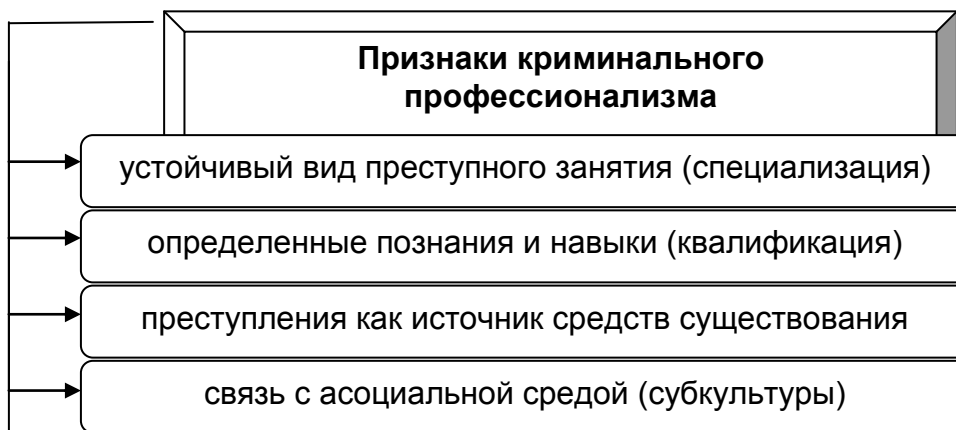 Признаки криминального
профессионализма
устойчивый вид преступного занятия (специализация)
определенные познания и навыки (квалификация)
преступления как источник средств существования
связь с асоциальной средой (субкультуры)